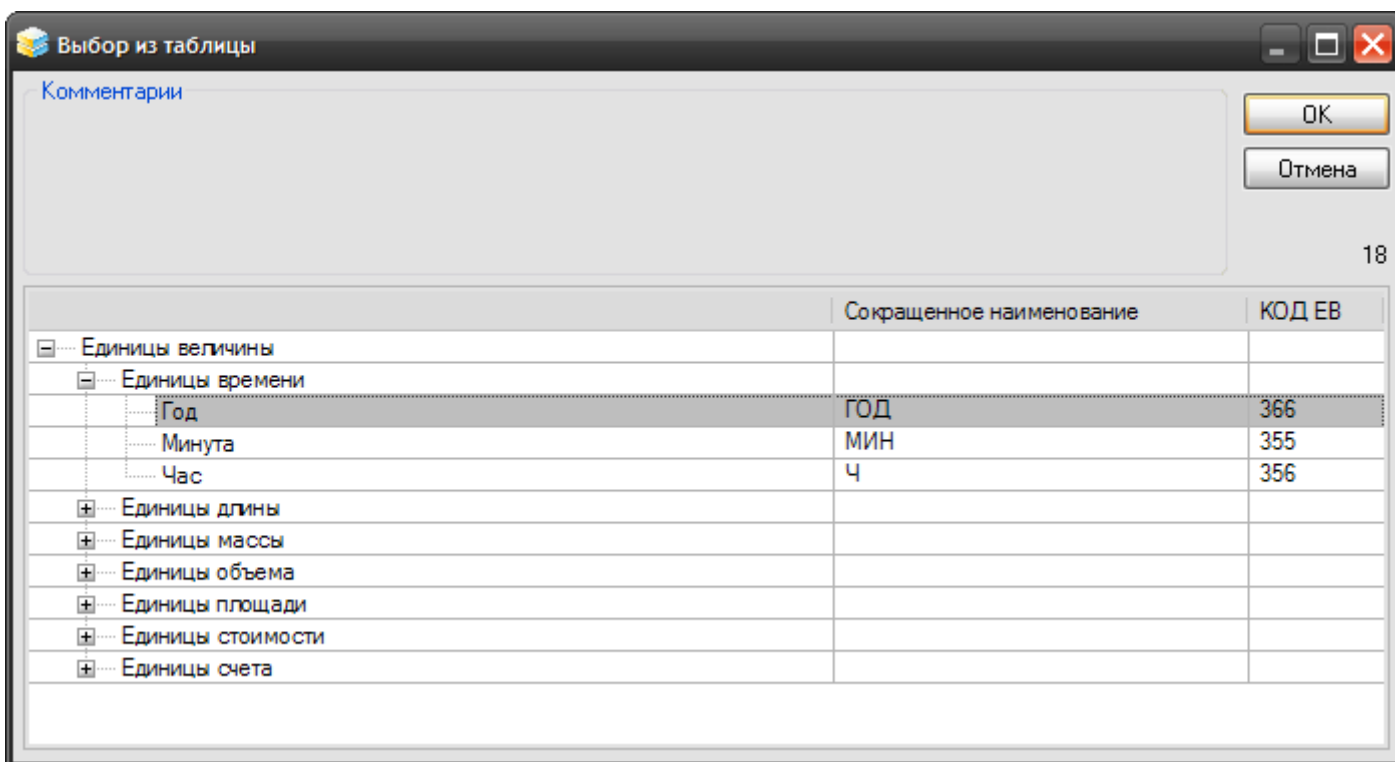 Выбор из таблицы
Комментарии
OK
Отмена
18
Сокращенное наименование КОД ЕВ
Единицы величины
Единицы времени
Год ГОД 366
Минута МИН 355
Час Ч 356
Единицы длины
Единицы массы
Единицы объема
Единицы площади
Единицы стоимости
Единицы счета